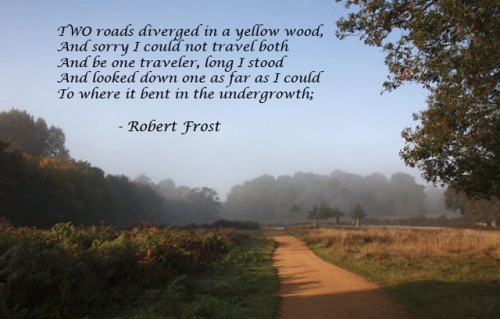 TWO roads diverged in a yellow wood,
And sorry I could not travel both
And be one traveler, long I stood
And looked down one as far as I could
To where it bent in the undergrowth;
- Robert Frost